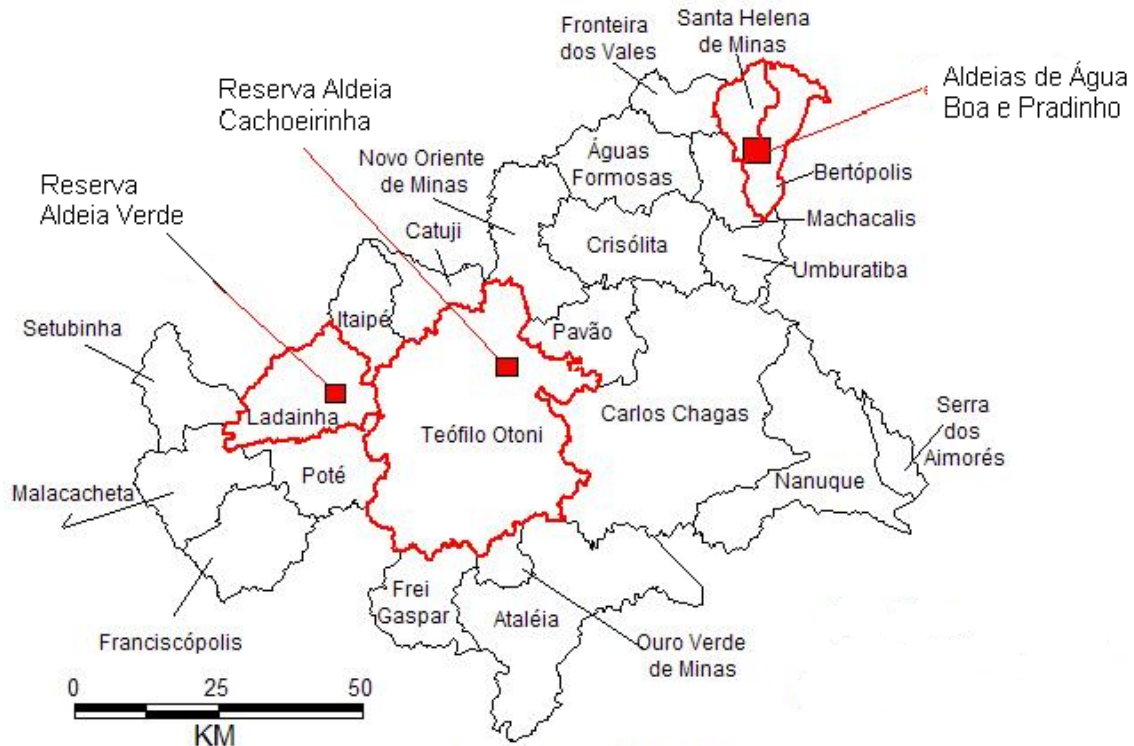 Santa Helena
de Minas
Fronteira
dos Vales
Aldeias de Água
Boa e Pradinho
Reserva Aldeia
Cachoeirinha
Novo Oriente
de Minas
Águas
Formosas
Bertópolis
Reserva
Aldeia Verde
Machacalis
Catuji
Crisólita
Umburatiba
Itaipé
Setubinha
Pavão
Ladainha
Teófilo Otoni
Carlos Chagas
Serra
dos
Aimorés
Poté
Nanuque
Malacacheta
Frei
Gaspar
Ataléia
Franciscópolis
Ouro Verde
de Minas
0 25 50
KM